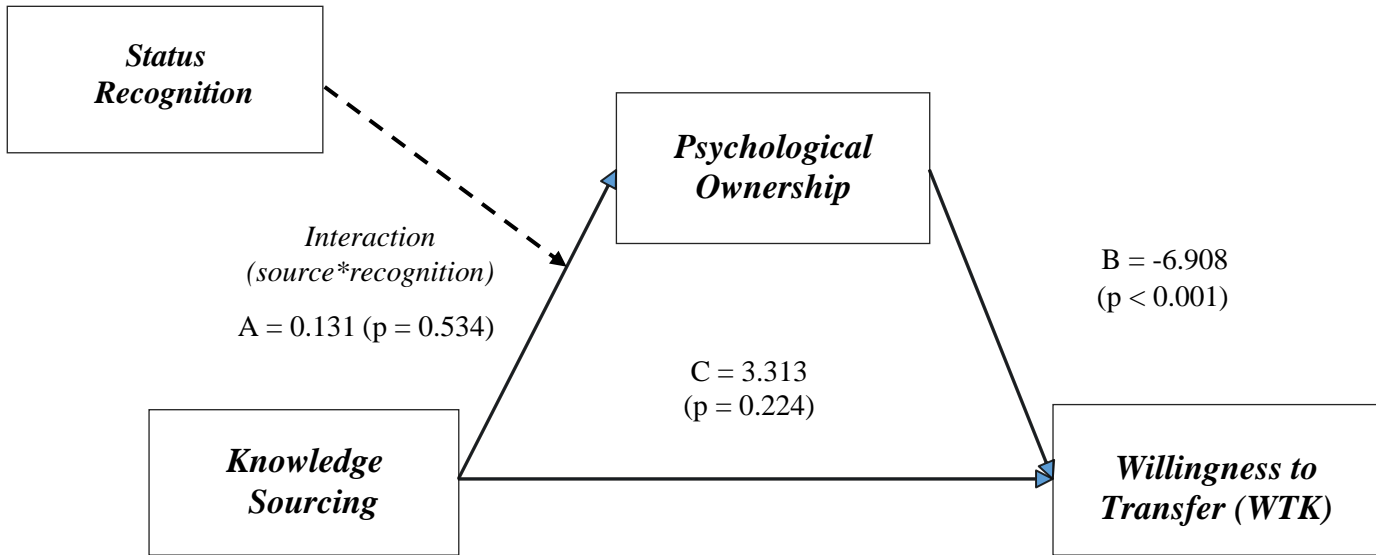 Status
Recognition
Psychological
Ownership
Interaction
(source*recognition)
A = 0.131 (p = 0.534)
B = -6.908
(p < 0.001)
C = 3.313
(p = 0.224)
Knowledge
Sourcing
Willingness to
Transfer (WTK)